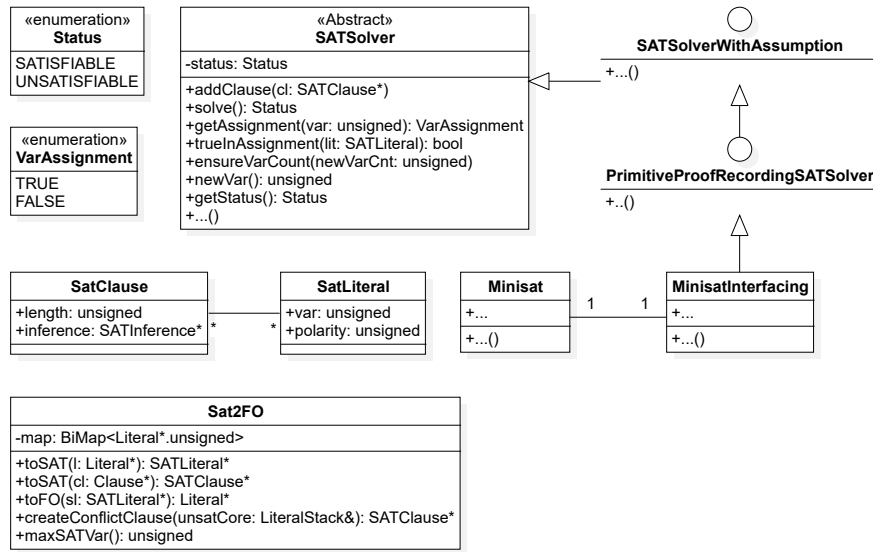 «enumeration»
Status
SATISFIABLE
UNSATISFIABLE
«enumeration»
VarAssignment
TRUE
FALSE
«Abstract»
SATSolver
-status: Status
+addClause(cl: SATClause*)
+solve(): Status
+getAssignment(var: unsigned): VarAssignment
+trueInAssignment(lit: SATLiteral): bool
+ensureVarCount(newVarCnt: unsigned)
+newVar(): unsigned
+getStatus(): Status
+...()
SATSolverWithAssumption
+...()
PrimitiveProofRecordingSATSolver
+..()
SatClause
+length: unsigned
+inference: SATInference*
*
*
SatLiteral
+var: unsigned
+polarity: unsigned
Minisat
+...
+...()
1
1
MinisatInterfacing
+...
+...()
Sat2FO
-map: BiMap<Literal*.unsigned>
+toSAT(l: Literal*): SATLiteral*
+toSAT(cl: Clause*): SATClause*
+toFO(sl: SATLiteral*): Literal*
+createConflictClause(unsatCore: LiteralStack&): SATClause*
+maxSATVar(): unsigned